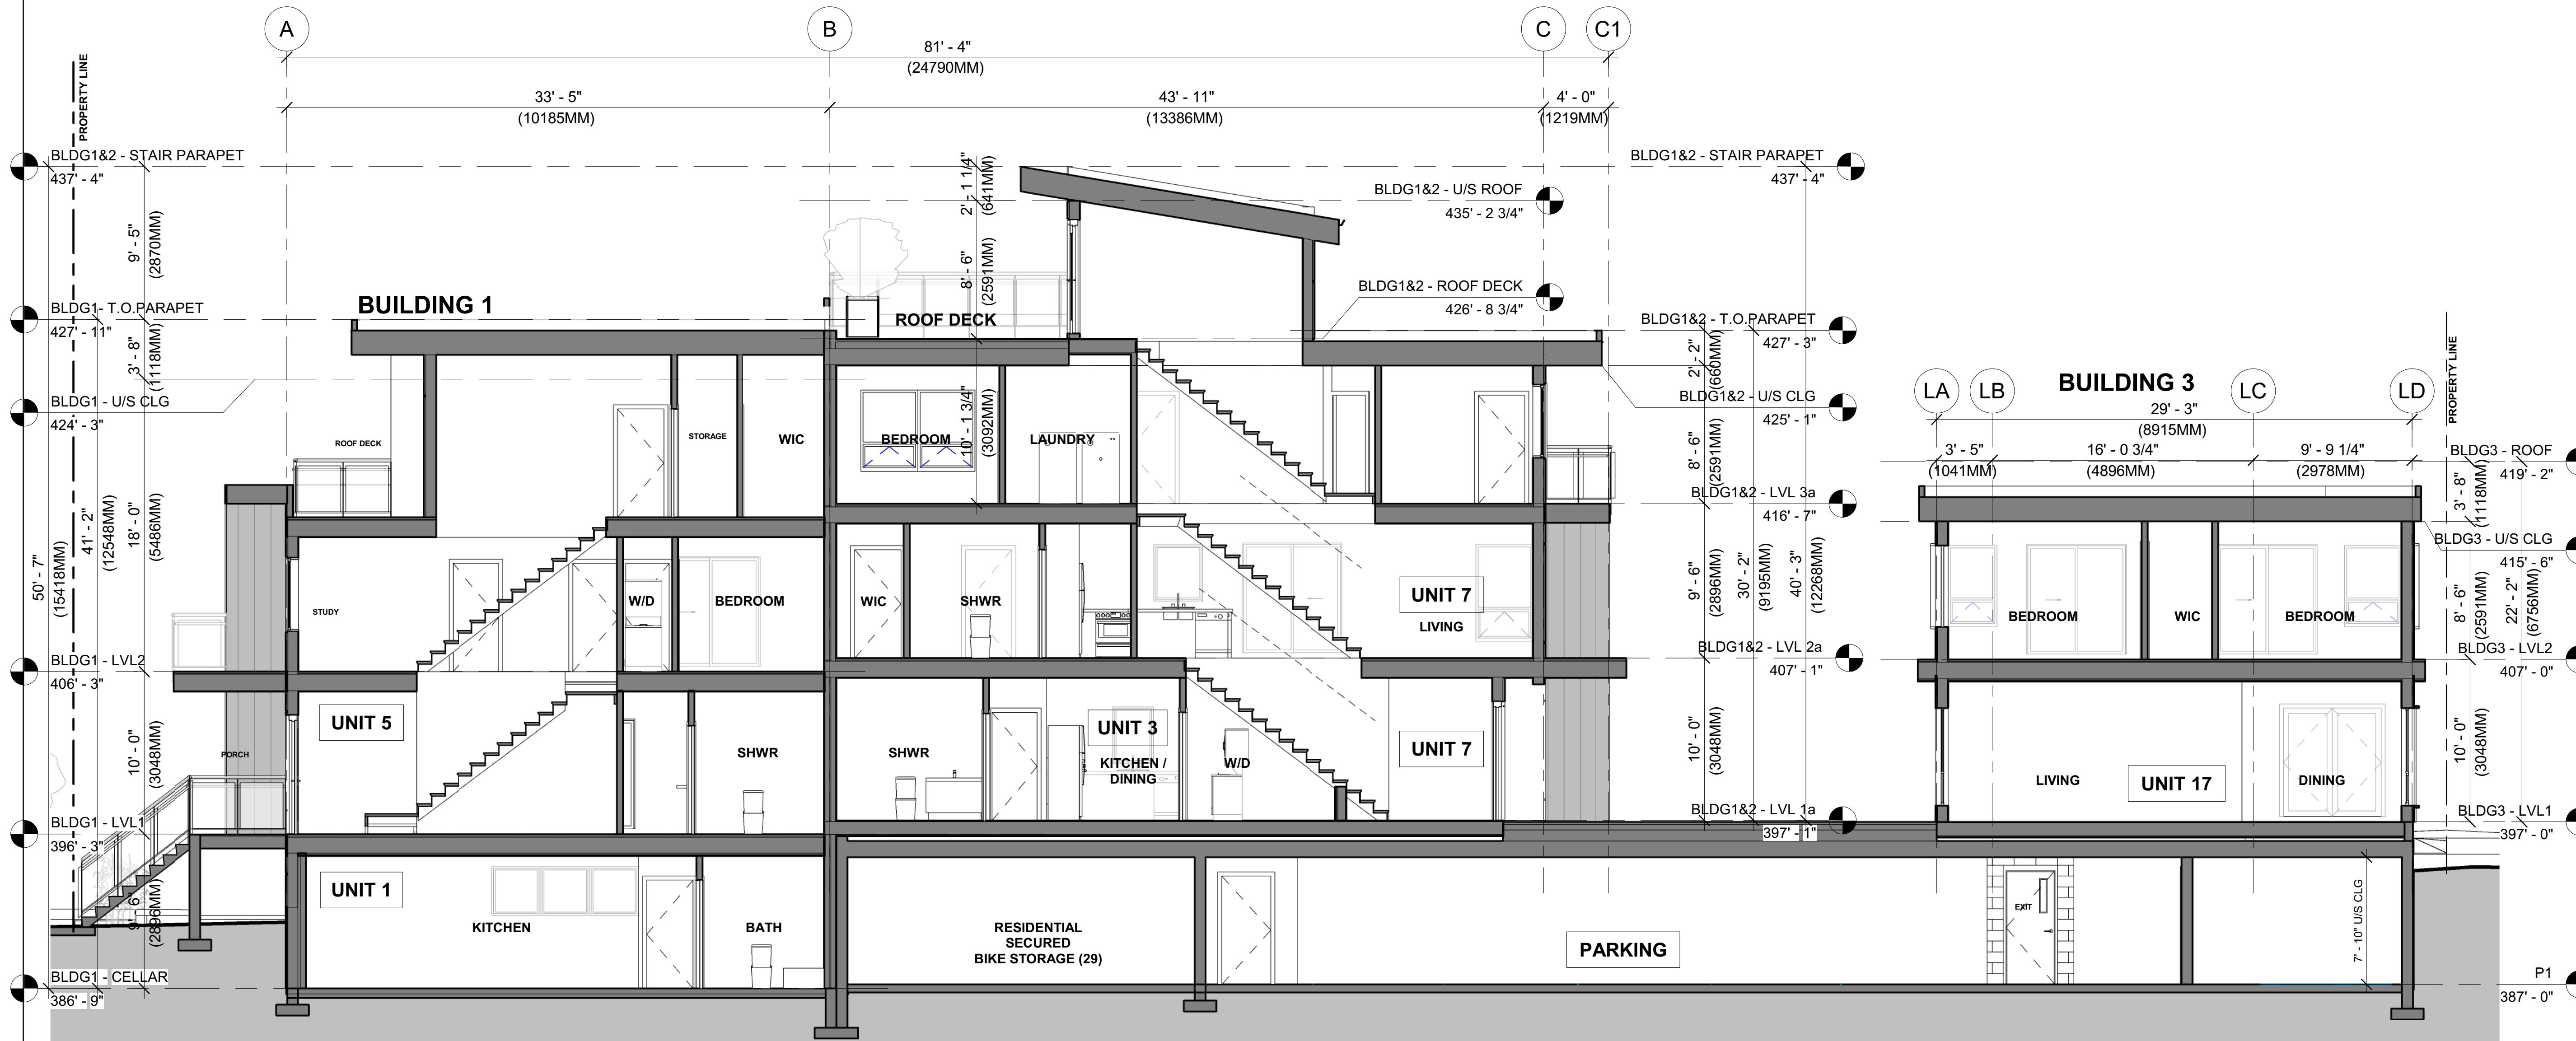 A
B
C
C1
81' - 4"
(24790MM)
33' - 5"
(10185MM)
43' - 11"
(13386MM)
4' - 0"
(1219MM)
PROPERTY LINE
BLDG1&2 - STAIR PARAPET
437' - 4"
9' - 5"
(2870MM)
BLDG1- T.O.PARAPET
427' - 11"
3' - 8"
(1118MM)
BLDG1 - U/S CLG
424' - 3"
50' - 7"
(15418MM)
41' - 2"
(12548MM)
18' - 0"
(5486MM)
BLDG1 - LVL2
406' - 3"
10' - 0"
(3048MM)
BLDG1 - LVL1
396' - 3"
9' - 6"
(2896MM)
BLDG1 - CELLAR
386' - 9"
BUILDING 1
ROOF DECK
STORAGE
WIC
STUDY
W/D
BEDROOM
PORCH
UNIT 5
SHWR
UNIT 1
KITCHEN
BATH
2' - 1 1/4"
(641MM)
8' - 6"
(2591MM)
ROOF DECK
10' - 1 3/4"
(3092MM)
BEDROOM
LAUNDRY
WIC
SHWR
UNIT 7
LIVING
SHWR
UNIT 3
KITCHEN /
DINING
W/D
UNIT 7
RESIDENTIAL
SECURED
BIKE STORAGE (29)
PARKING
EXIT
BLDG1&2 - STAIR PARAPET
437' - 4"
BLDG1&2 - U/S ROOF
435' - 2 3/4"
BLDG1&2 - ROOF DECK
426' - 8 3/4"
BLDG1&2 - T.O.PARAPET
427' - 3"
2' - 2"
(660MM)
BLDG1&2 - U/S CLG
425' - 1"
8' - 6"
(2591MM)
BLDG1&2 - LVL 3a
416' - 7"
9' - 6"
(2896MM)
30' - 2"
(9195MM)
40' - 3"
(12268MM)
BLDG1&2 - LVL 2a
407' - 1"
10' - 0"
(3048MM)
BLDG1&2 - LVL 1a
397' - 1"
BUILDING 3
LA
LB
LC
LD
PROPERTY LINE
29' - 3"
(8915MM)
3' - 5"
(1041MM)
16' - 0 3/4"
(4896MM)
9' - 9 1/4"
(2978MM)
BLDG3 - ROOF
419' - 2"
3' - 8"
(1118MM)
BLDG3 - U/S CLG
415' - 6"
8' - 6"
(2591MM)
22' - 2"
(6756MM)
BEDROOM
WIC
BEDROOM
BLDG3 - LVL2
407' - 0"
10' - 0"
(3048MM)
LIVING
UNIT 17
DINING
BLDG3 - LVL1
397' - 0"
7' - 10" U/S CLG
P1
387' - 0"